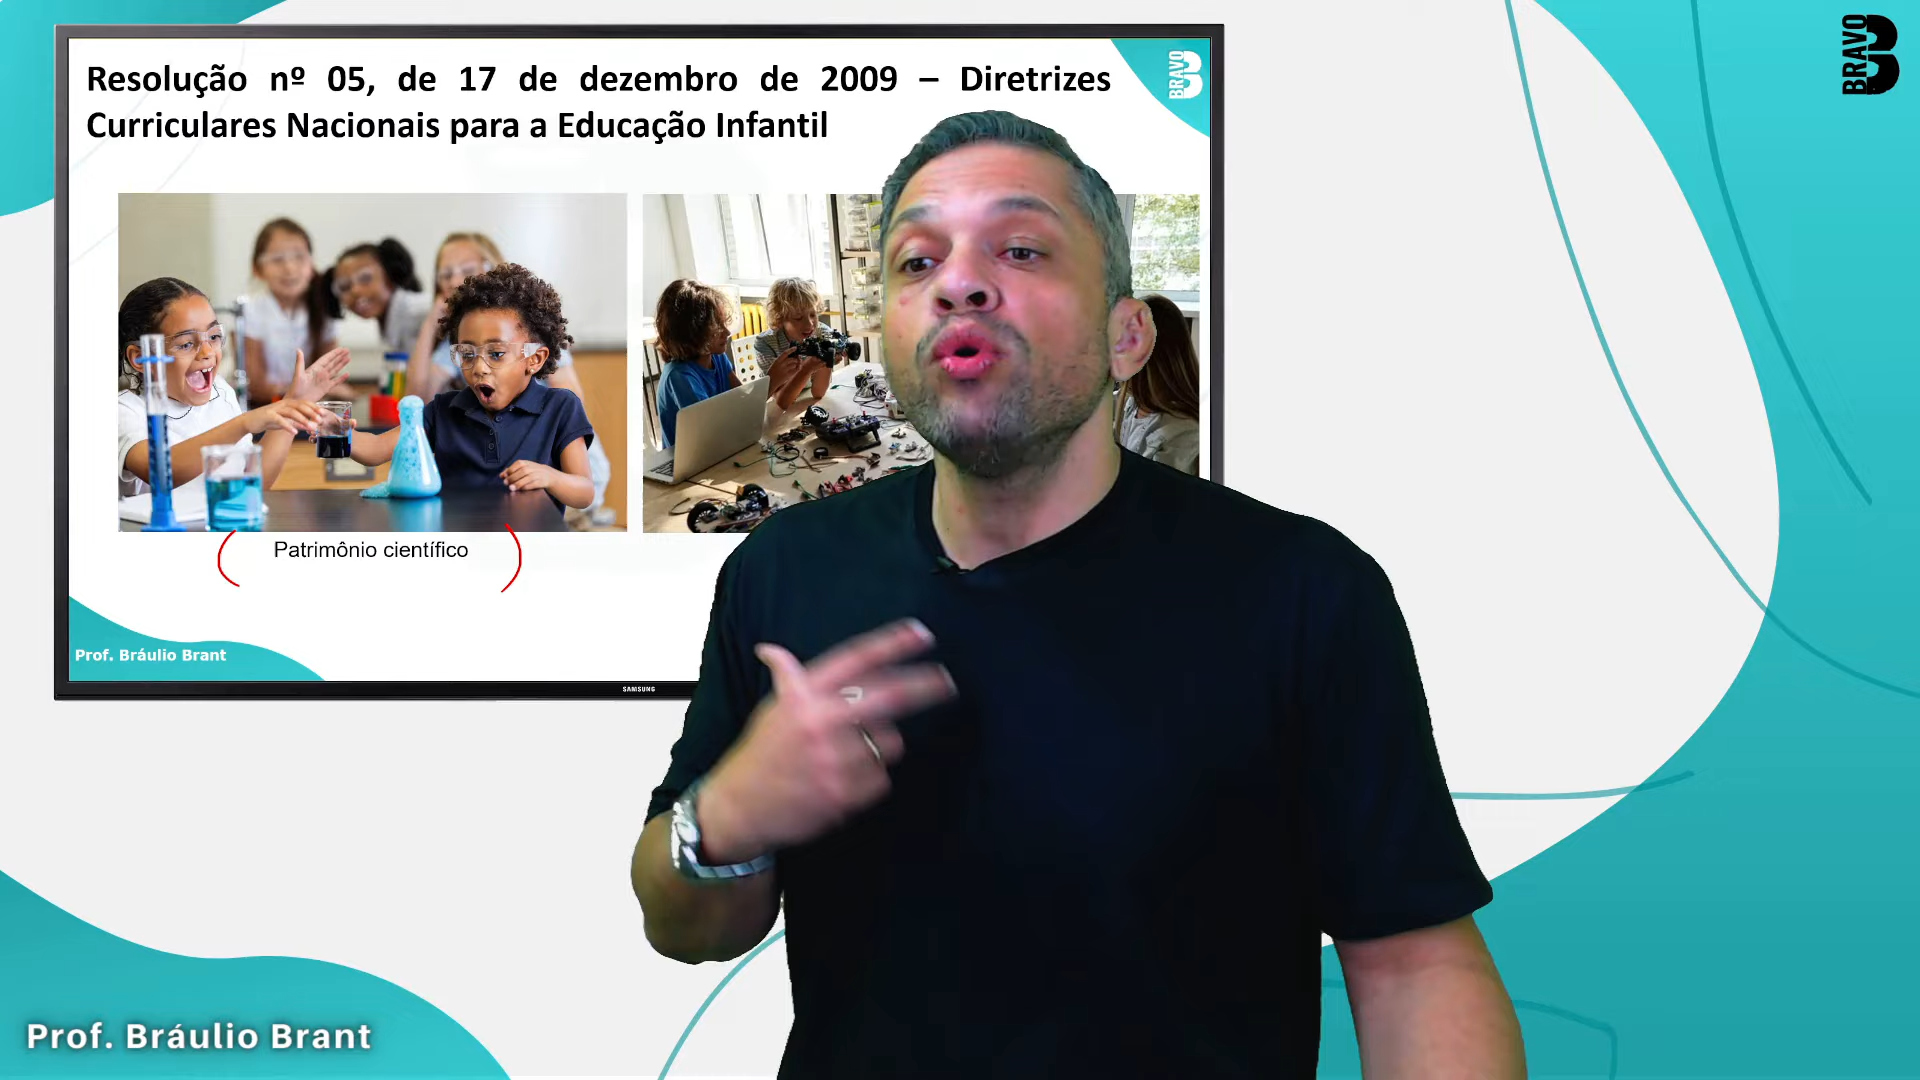 Resolução nº 05, de 17 de dezembro de 2009 – Diretrizes
Curriculares Nacionais para a Educação Infantil
BRAVO
BRAVO
Patrimônio científico
Prof. Bráulio Brant
SAMSUNG
Prof. Bráulio Brant